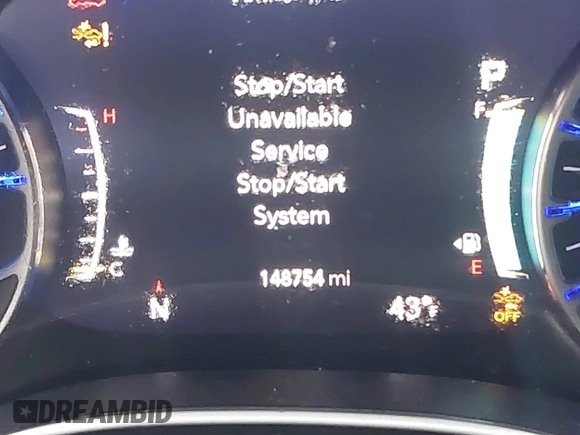 Stop/Start
P
F
Unavailable
H
Service
Stop/Start
System
C
E
148754 mi
N
43°F
OFF
DREAMBID